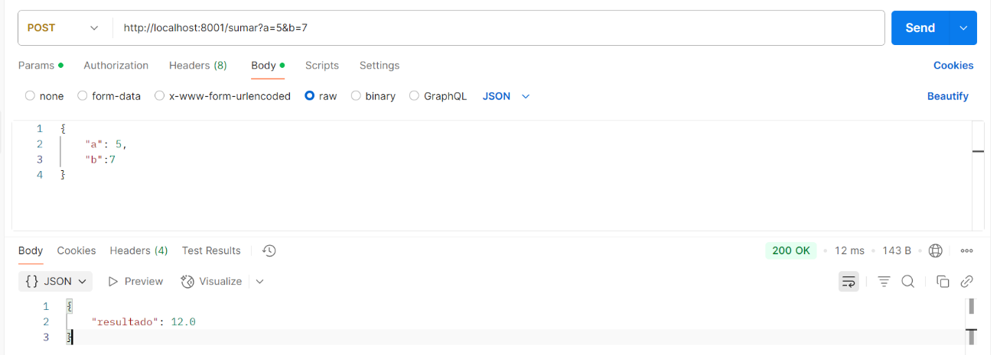 POST http://localhost:8001/sumar?a=5&b=7 Send
Params Authorization Headers (8) Body Scripts Settings Cookies
none form-data x-www-form-urlencoded raw binary GraphQL JSON Beautify
1 {
2 "a": 5,
3 "b":7
4 }
Body Cookies Headers (4) Test Results 200 OK 12 ms 143 B
{} JSON Preview Visualize
1 {
2 "resultado": 12.0
3 }